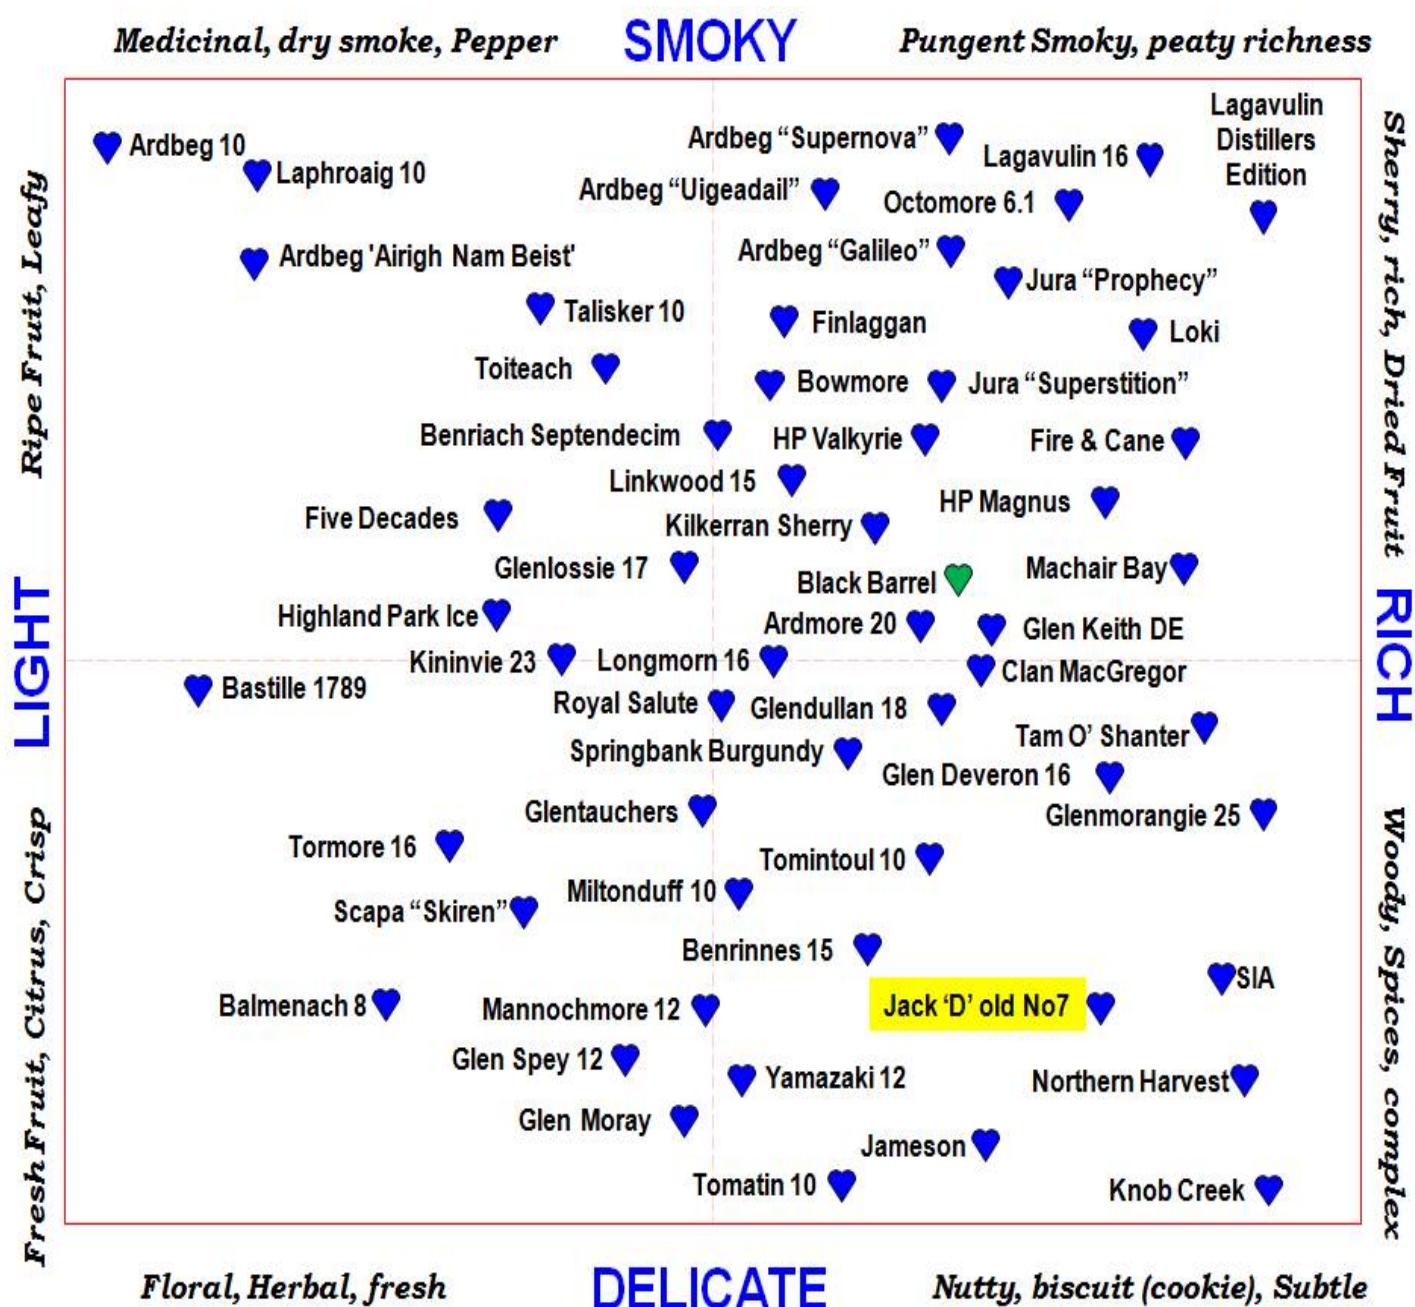 Medicinal, dry smoke, Pepper
SMOKY
Pungent Smoky, peaty richness
Ripe Fruit, Leafy
LIGHT
Fresh Fruit, Citrus, Crisp
Sherry, rich, Dried Fruit
RICH
Woody, Spices, complex
Lagavulin
Distillers
Edition
Ardbeg 10
Ardbeg “Supernova”
Lagavulin 16
Laphroaig 10
Ardbeg “Uigeadail”
Octomore 6.1
Ardbeg 'Airigh Nam Beist'
Ardbeg “Galileo”
Jura “Prophecy”
Talisker 10
Finlaggan
Loki
Toiteach
Bowmore
Jura “Superstition”
Benriach Septendecim
HP Valkyrie
Fire & Cane
Linkwood 15
HP Magnus
Five Decades
Kilkerran Sherry
Glenlossie 17
Black Barrel
Machair Bay
Highland Park Ice
Ardmore 20
Glen Keith DE
Kininvie 23
Longmorn 16
Clan MacGregor
Bastille 1789
Royal Salute
Glendullan 18
Tam O’ Shanter
Springbank Burgundy
Glen Deveron 16
Glentauchers
Glenmorangie 25
Tormore 16
Tomintoul 10
Miltonduff 10
Scapa “Skiren”
Benrinnes 15
SIA
Balmenach 8
Mannochmore 12
Jack ‘D’ old No7
Glen Spey 12
Yamazaki 12
Northern Harvest
Glen Moray
Jameson
Tomatin 10
Knob Creek
Floral, Herbal, fresh
DELICATE
Nutty, biscuit (cookie), Subtle